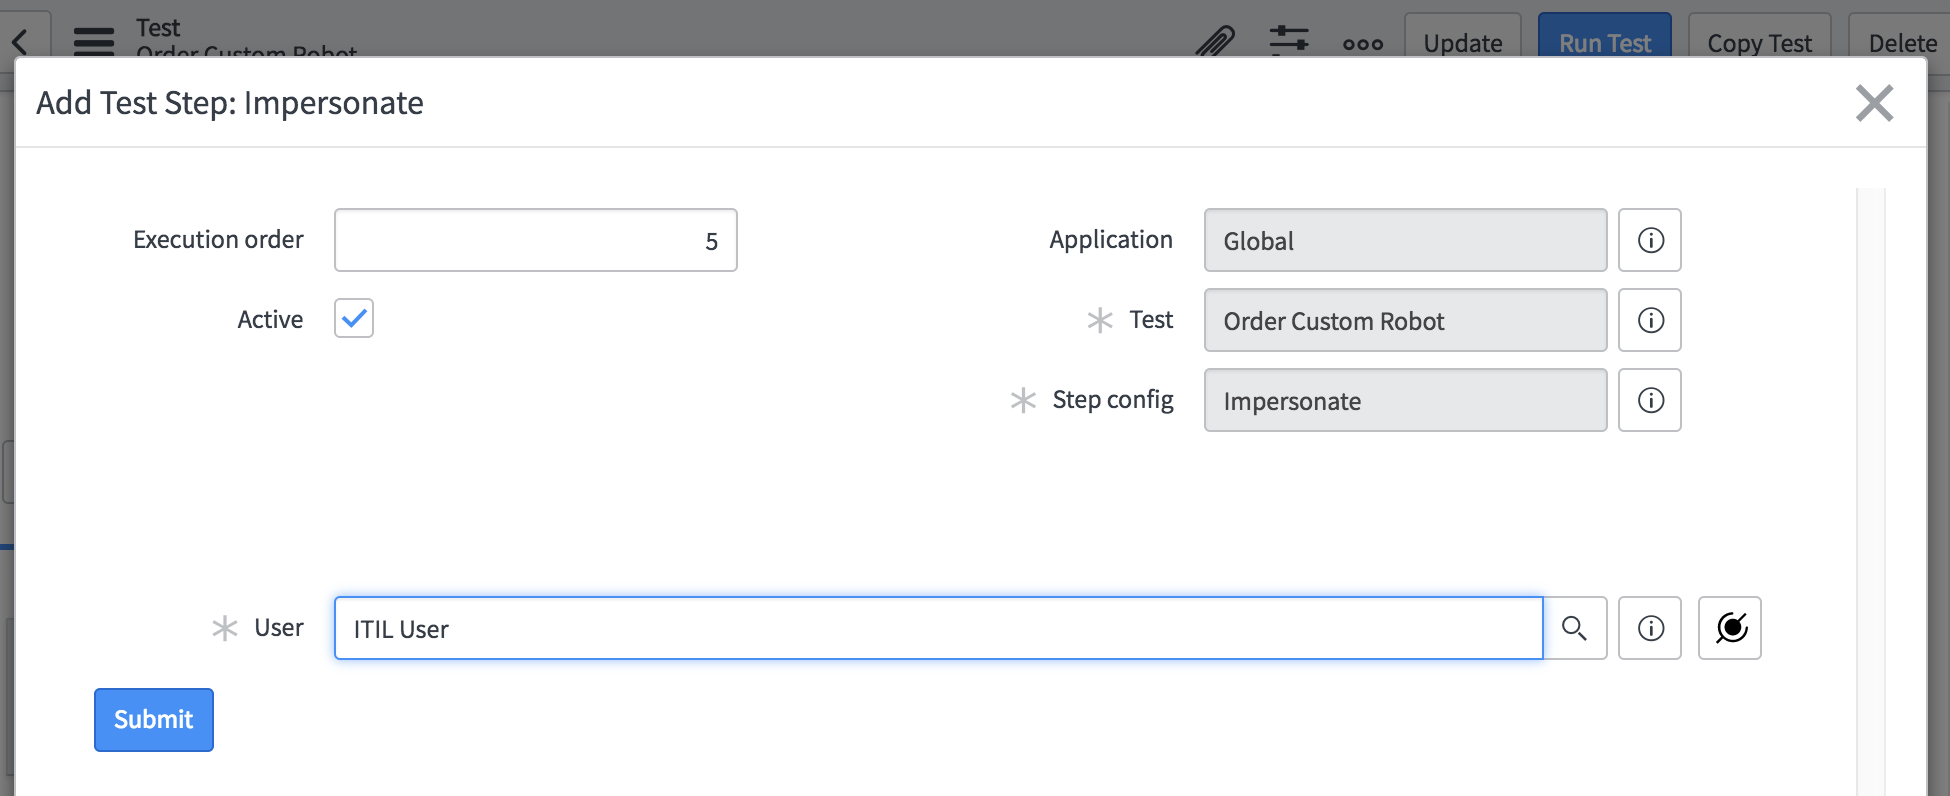 Test
Order Custom Robot
Update
Run Test
Copy Test
Delete
Add Test Step: Impersonate
Execution order
5
Application
Global
Active
Test
Order Custom Robot
Step config
Impersonate
User
ITIL User
Submit